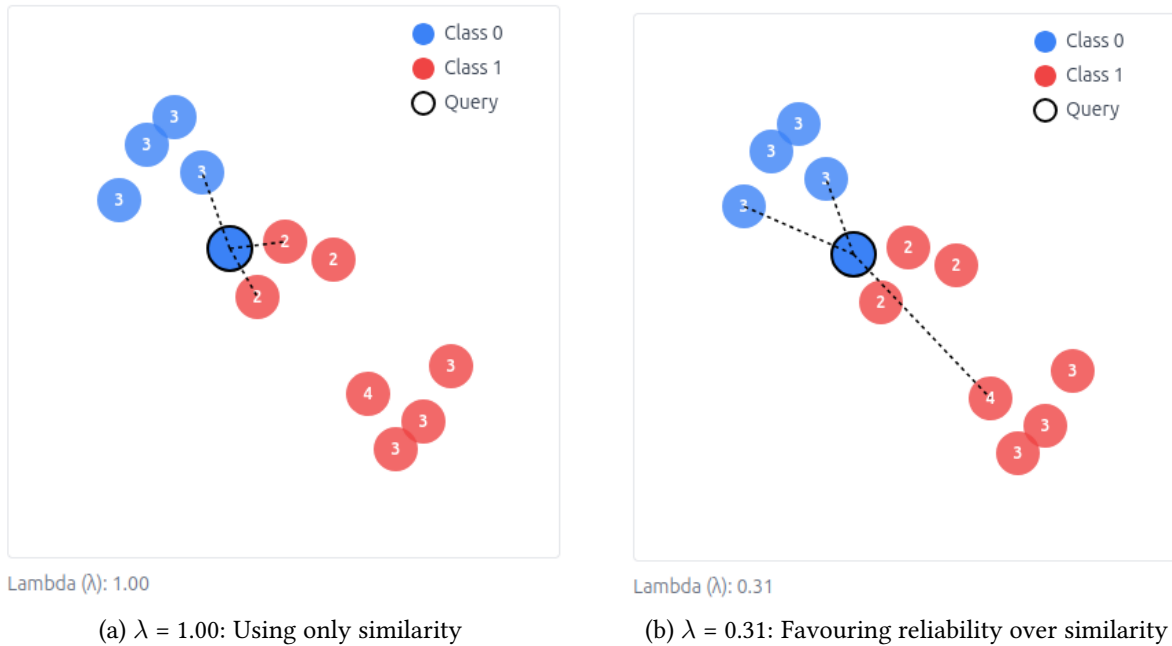 Class 0
Class 1
Query
3
3
3
3
2
2
2
3
4
3
3
Lambda (λ): 1.00
(a) λ = 1.00: Using only similarity
Class 0
Class 1
Query
3
3
3
3
2
2
2
3
4
3
3
Lambda (λ): 0.31
(b) λ = 0.31: Favouring reliability over similarity